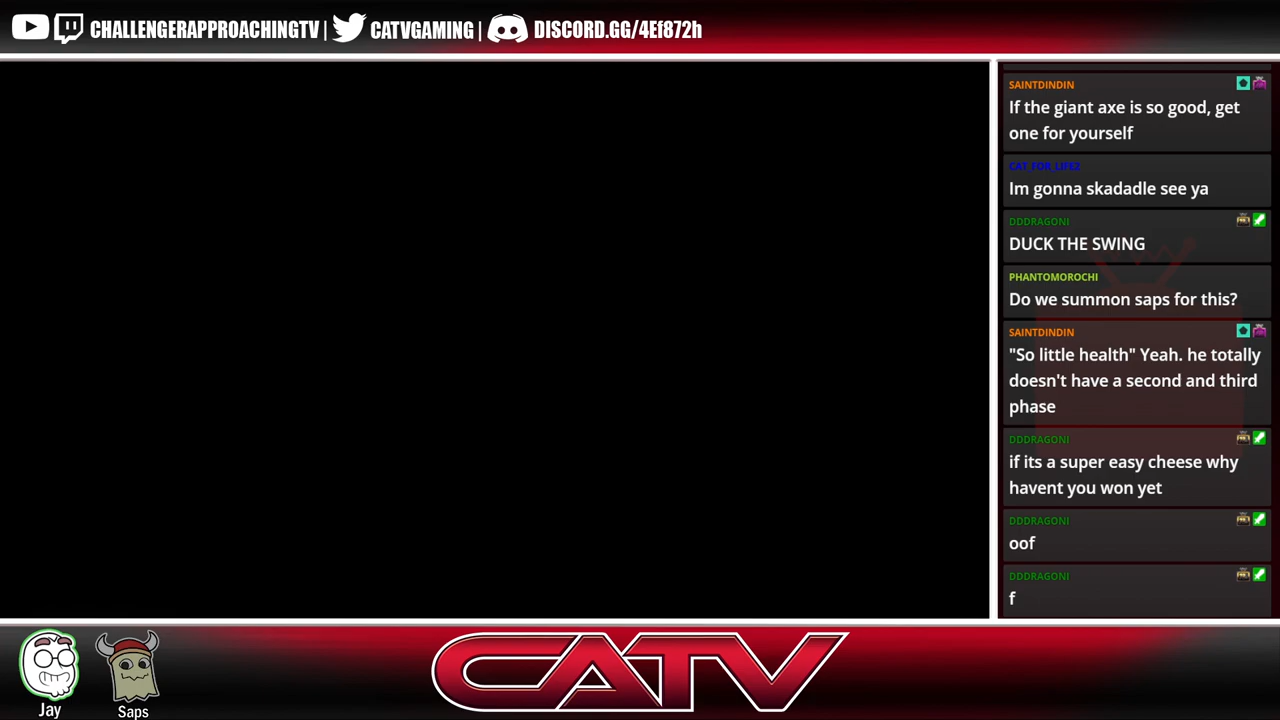 CHALLENGERAPPROACHINGTV | CATVGAMING | DISCORD.GG/4Ef872h
SAINTDINDIN
If the giant axe is so good, get
one for yourself
CAT_FOR_LIFE2
Im gonna skadadle see ya
DDDRAGONI
DUCK THE SWING
PHANTOMOROCHI
Do we summon saps for this?
SAINTDINDIN
"So little health" Yeah. he totally
doesn't have a second and third
phase
DDDRAGONI
if its a super easy cheese why
havent you won yet
DDDRAGONI
oof
DDDRAGONI
f
CATV
Jay
Saps